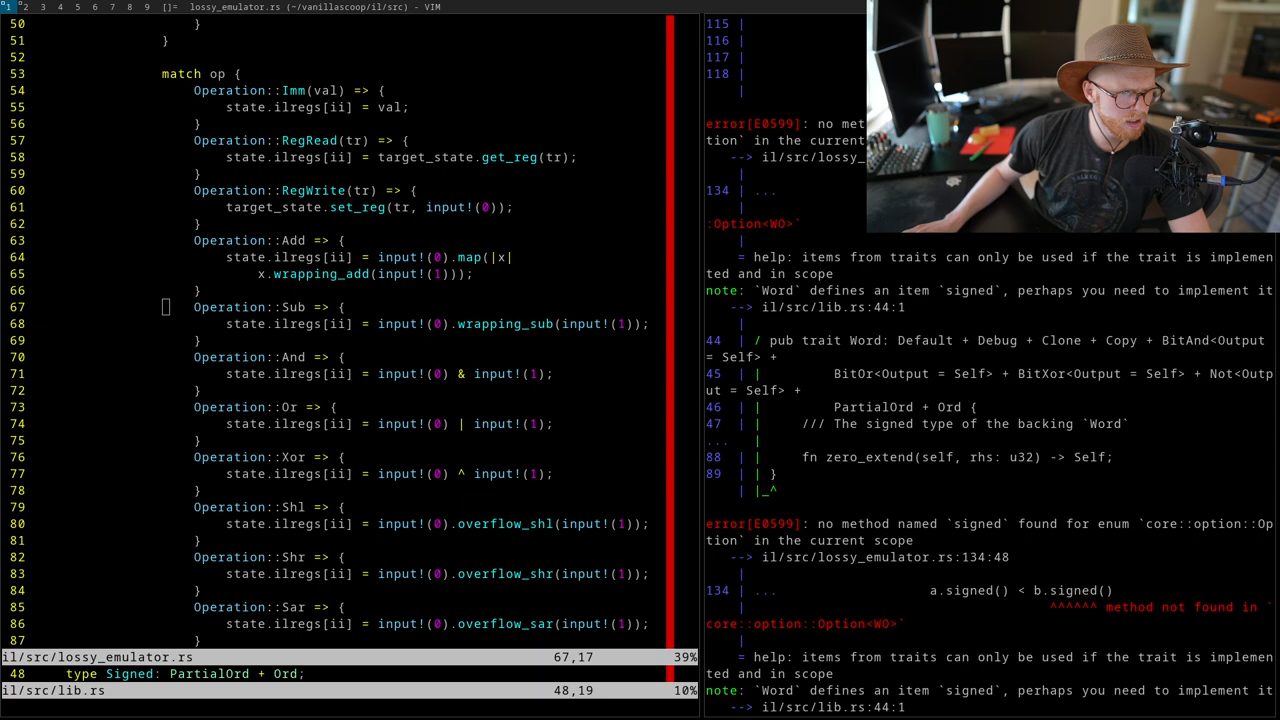 1 2 3 4 5 6 7 8 9 []= lossy_emulator.rs (~/vanillascoop/il/src) - VIM
50 }
51 }
52
53 match op {
54 Operation::Imm(val) => {
55 state.ilregs[ii] = val;
56 }
57 Operation::RegRead(tr) => {
58 state.ilregs[ii] = target_state.get_reg(tr);
59 }
60 Operation::RegWrite(tr) => {
61 target_state.set_reg(tr, input!(0));
62 }
63 Operation::Add => {
64 state.ilregs[ii] = input!(0).map(|x|
65 x.wrapping_add(input!(1)));
66 }
67 Operation::Sub => {
68 state.ilregs[ii] = input!(0).wrapping_sub(input!(1));
69 }
70 Operation::And => {
71 state.ilregs[ii] = input!(0) & input!(1);
72 }
73 Operation::Or => {
74 state.ilregs[ii] = input!(0) | input!(1);
75 }
76 Operation::Xor => {
77 state.ilregs[ii] = input!(0) ^ input!(1);
78 }
79 Operation::Shl => {
80 state.ilregs[ii] = input!(0).overflow_shl(input!(1));
81 }
82 Operation::Shr => {
83 state.ilregs[ii] = input!(0).overflow_shr(input!(1));
84 }
85 Operation::Sar => {
86 state.ilregs[ii] = input!(0).overflow_sar(input!(1));
87 }
il/src/lossy_emulator.rs 67,17 39%
48 type Signed: PartialOrd + Ord;
il/src/lib.rs 48,19 10%
115 |
116 |
117 |
118 |
|
error[E0599]: no met
tion` in the current
--> il/src/lossy_
|
134 | ...
|
:Option<WO>`
|
= help: items from traits can only be used if the trait is implemen
ted and in scope
note: `Word` defines an item `signed`, perhaps you need to implement it
--> il/src/lib.rs:44:1
|
44 | / pub trait Word: Default + Debug + Clone + Copy + BitAnd<Output
= Self> +
45 | | BitOr<Output = Self> + BitXor<Output = Self> + Not<Outp
ut = Self> +
46 | | PartialOrd + Ord {
47 | | /// The signed type of the backing `Word`
... |
88 | | fn zero_extend(self, rhs: u32) -> Self;
89 | | }
| |_^
error[E0599]: no method named `signed` found for enum `core::option::Op
tion` in the current scope
--> il/src/lossy_emulator.rs:134:48
|
134 | ... a.signed() < b.signed()
| ^^^^^^ method not found in `
core::option::Option<WO>`
|
= help: items from traits can only be used if the trait is implemen
ted and in scope
note: `Word` defines an item `signed`, perhaps you need to implement it
--> il/src/lib.rs:44:1